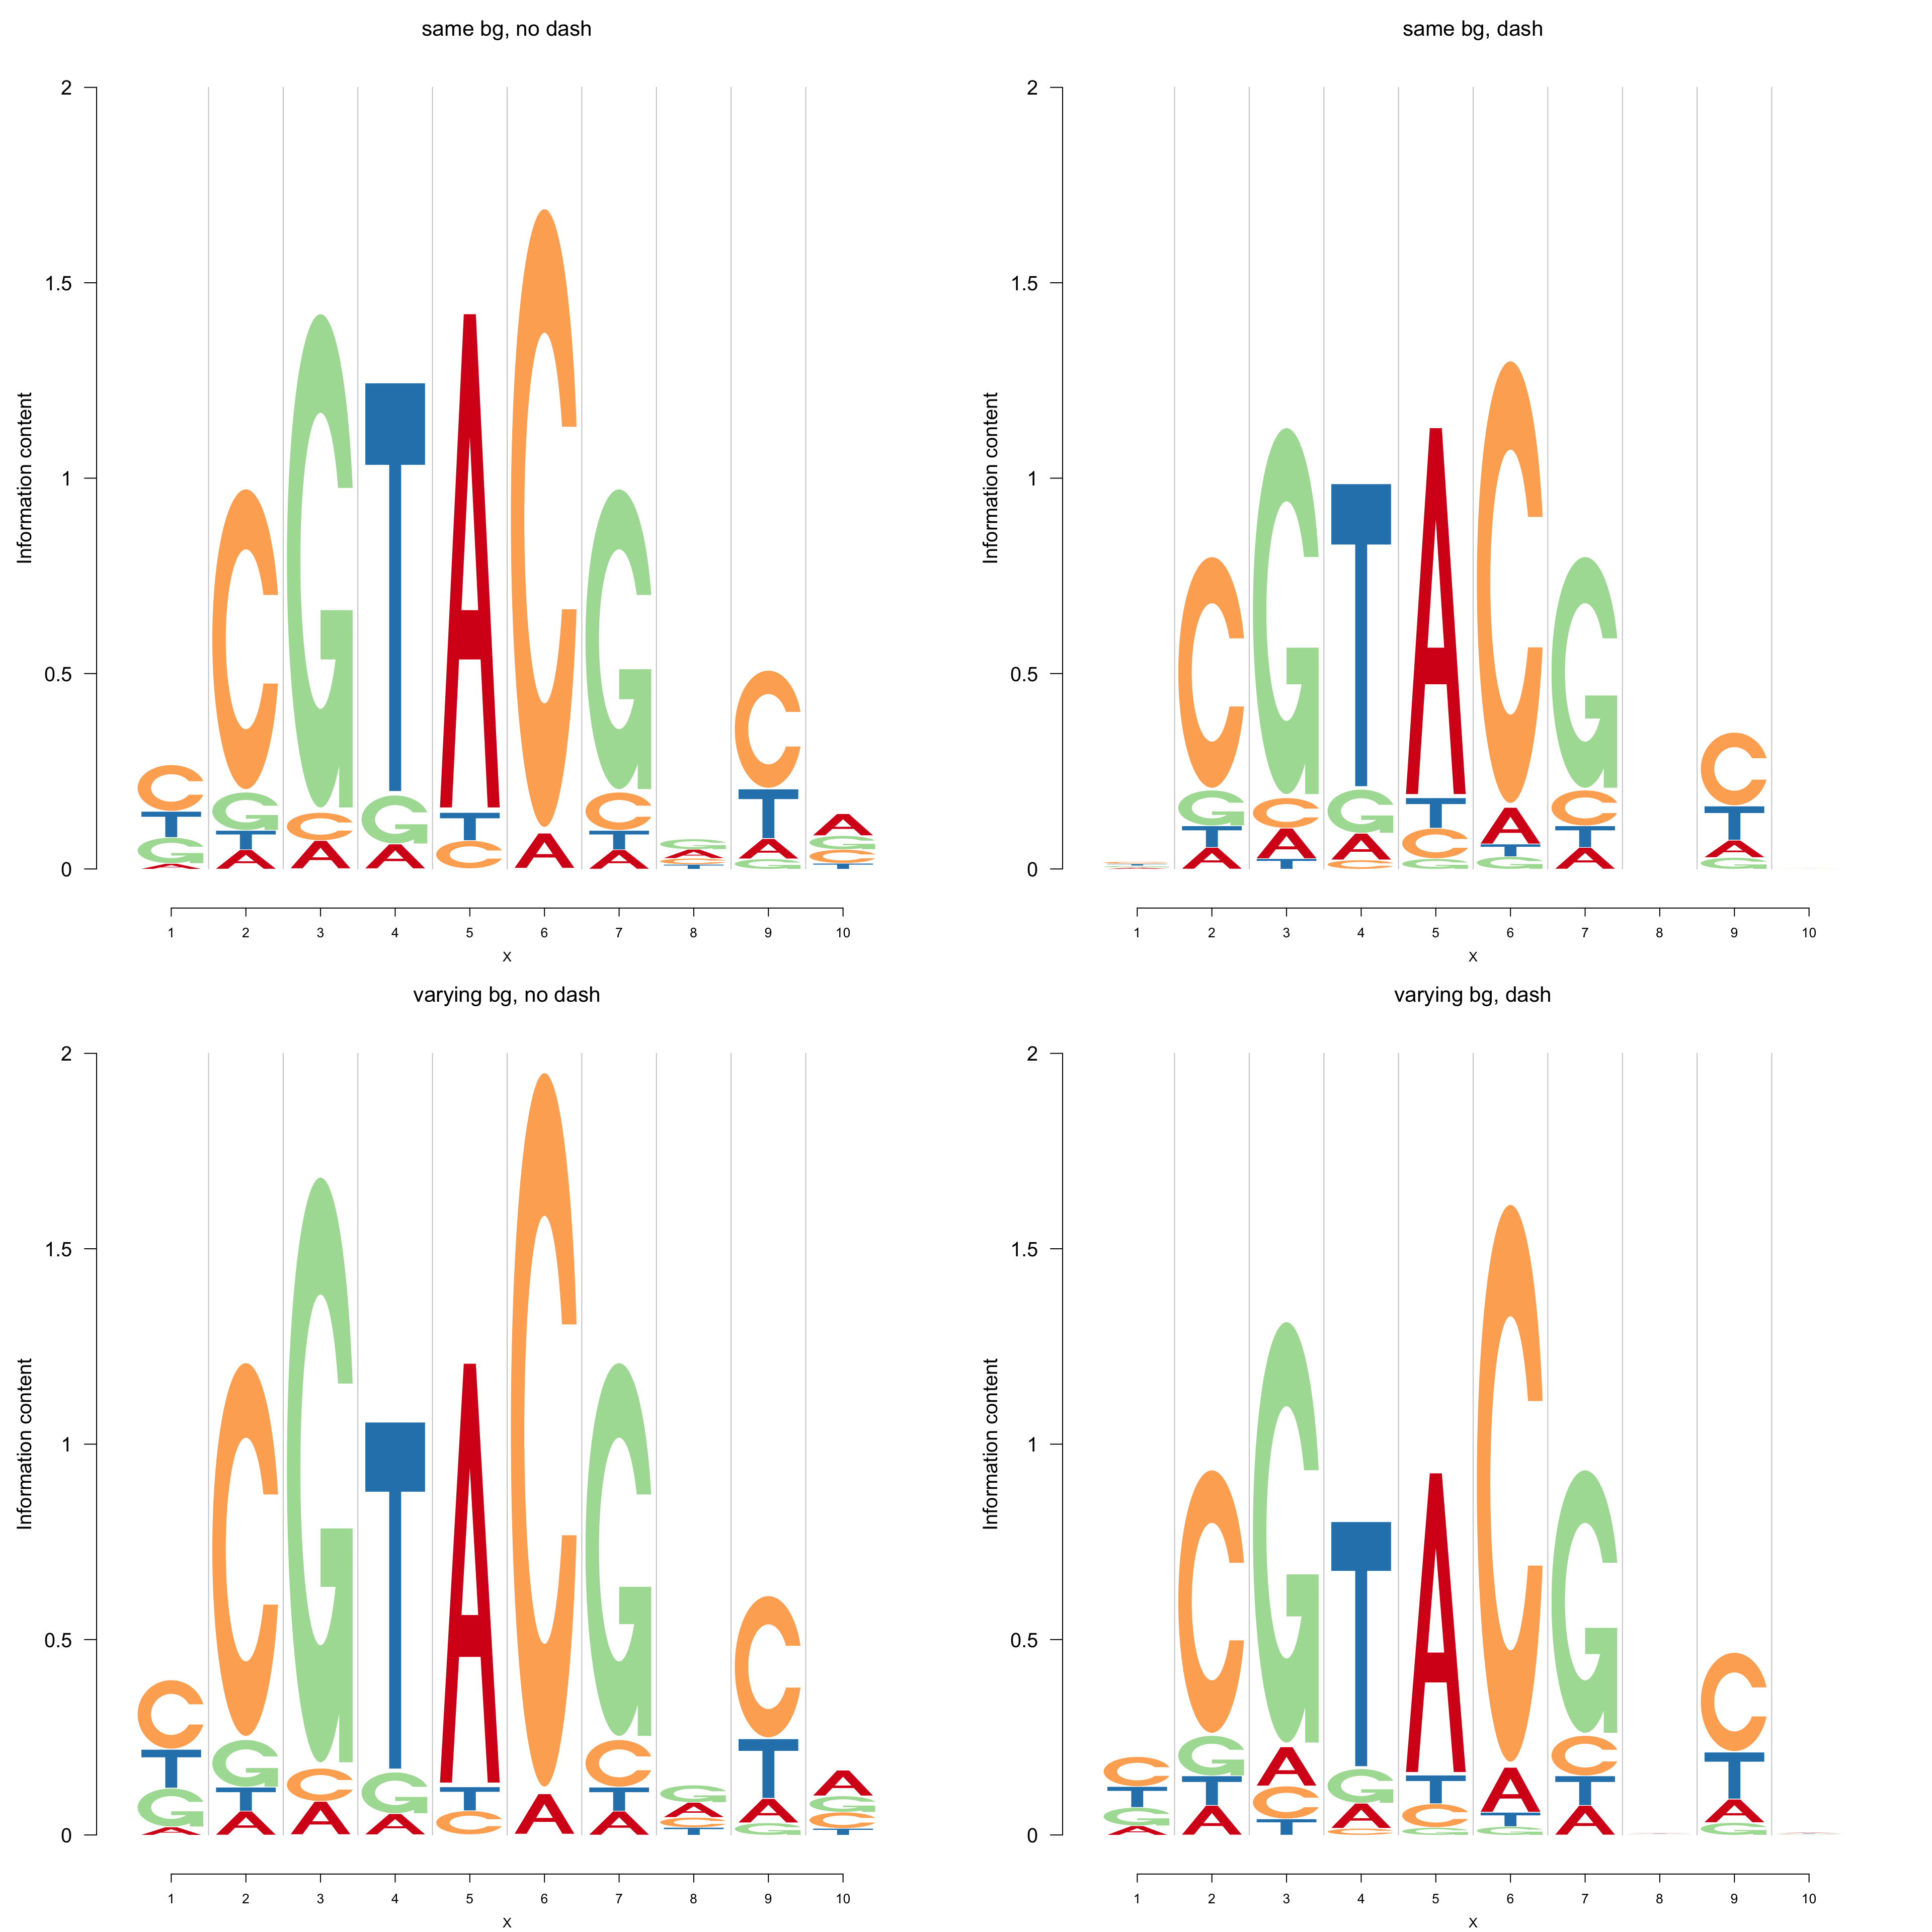 same bg, no dash
Information content
2
1.5
1
0.5
0
C C G T A C G G C A
T G C G T A C A T G
G T A A C T C A C
A A A T G T
1 2 3 4 5 6 7 8 9 10
X
same bg, dash
Information content
2
1.5
1
0.5
0
C G T A C G C
G C G T A C T
T A A C T T A
A T C G G A G
1 2 3 4 5 6 7 8 9 10
X
varying bg, no dash
Information content
2
1.5
1
0.5
0
C C G T A C G G C A
T G C G T A C A T G
G T A A C T C A C
A A A T G T
1 2 3 4 5 6 7 8 9 10
X
varying bg, dash
Information content
2
1.5
1
0.5
0
C C G T A C G C
T G A G T A C T
G T C A C T T A
A A T C G G A G
1 2 3 4 5 6 7 8 9 10
X